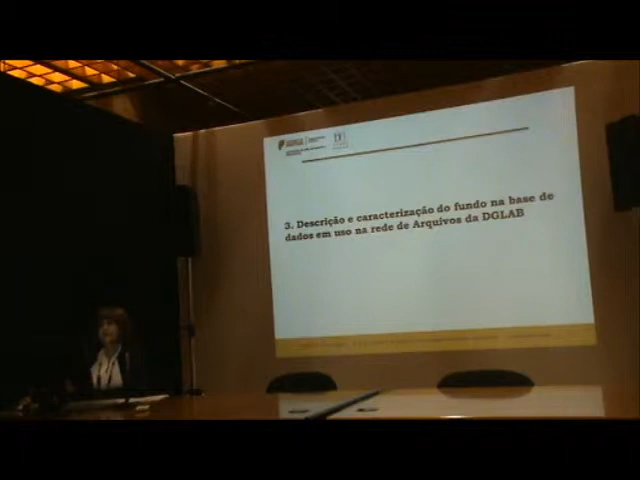 3. Descrição e caracterização do fundo na base de
dados em uso na rede de Arquivos da DGLAB